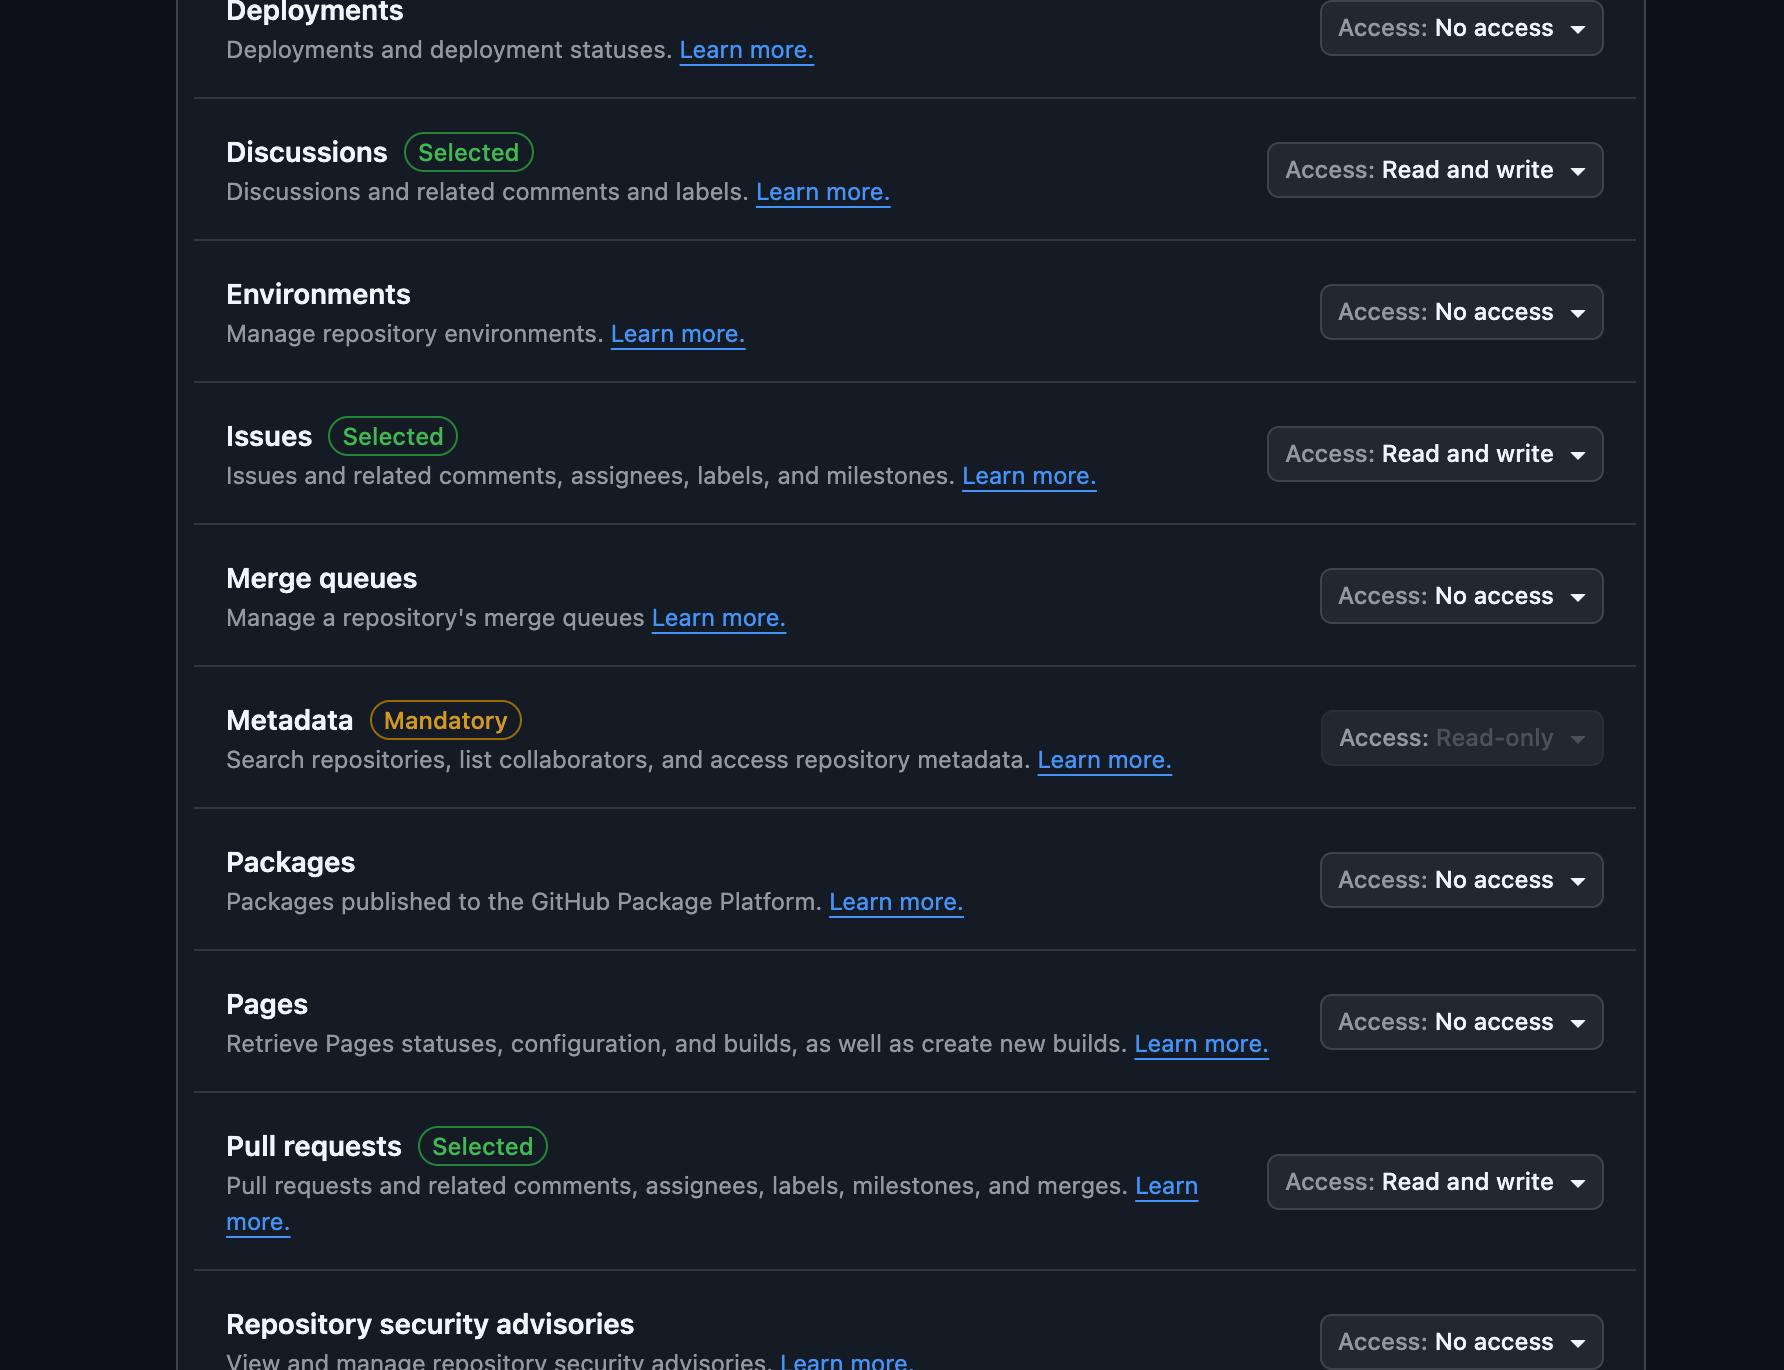 Deployments
Access: No access
Deployments and deployment statuses. Learn more.
Discussions Selected
Access: Read and write
Discussions and related comments and labels. Learn more.
Environments
Access: No access
Manage repository environments. Learn more.
Issues Selected
Access: Read and write
Issues and related comments, assignees, labels, and milestones. Learn more.
Merge queues
Access: No access
Manage a repository's merge queues Learn more.
Metadata Mandatory
Access: Read-only
Search repositories, list collaborators, and access repository metadata. Learn more.
Packages
Access: No access
Packages published to the GitHub Package Platform. Learn more.
Pages
Access: No access
Retrieve Pages statuses, configuration, and builds, as well as create new builds. Learn more.
Pull requests Selected
Access: Read and write
Pull requests and related comments, assignees, labels, milestones, and merges. Learn
more.
Repository security advisories
Access: No access
View and manage repository security advisories. Learn more.